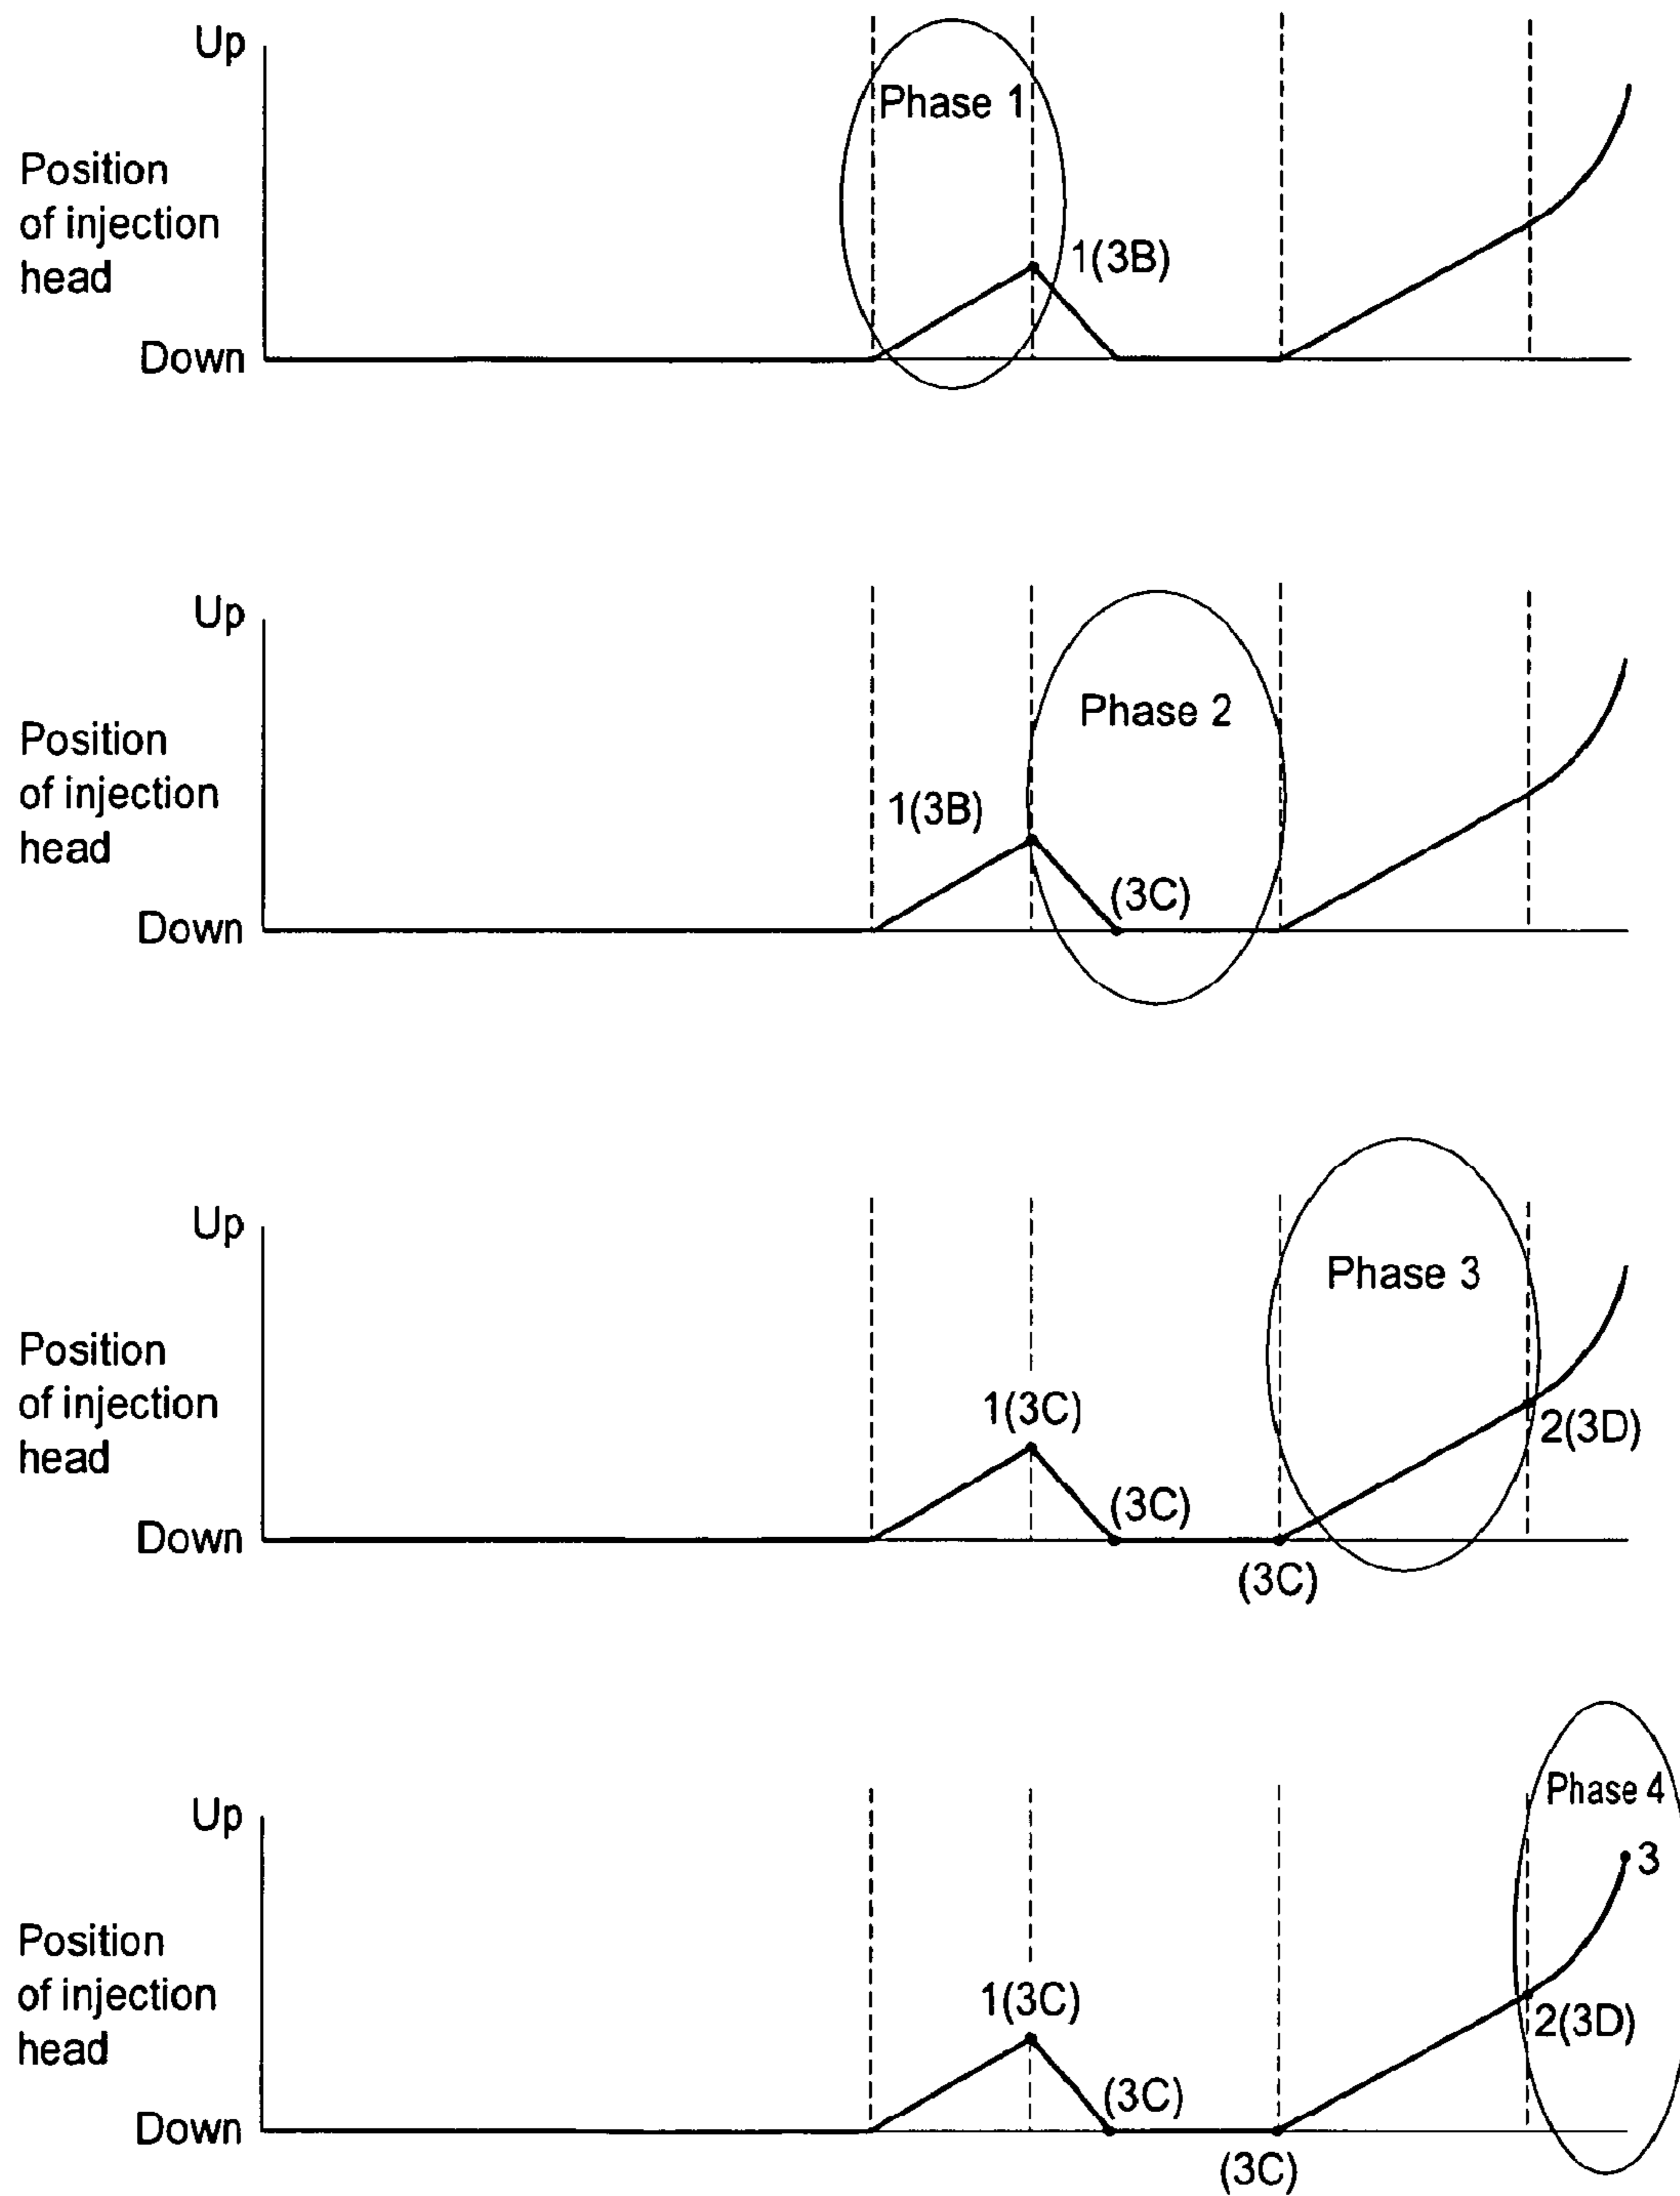 Up
Phase 1
Position
of injection
head
1(3B)
Down
Up
Phase 2
Position
of injection
head
1(3B)
(3C)
Down
Up
Phase 3
Position
of injection
head
1(3C)
2(3D)
(3C)
Down
(3C)
Phase 4
Up
3
Position
of injection
head
1(3C)
2(3D)
(3C)
Down
(3C)